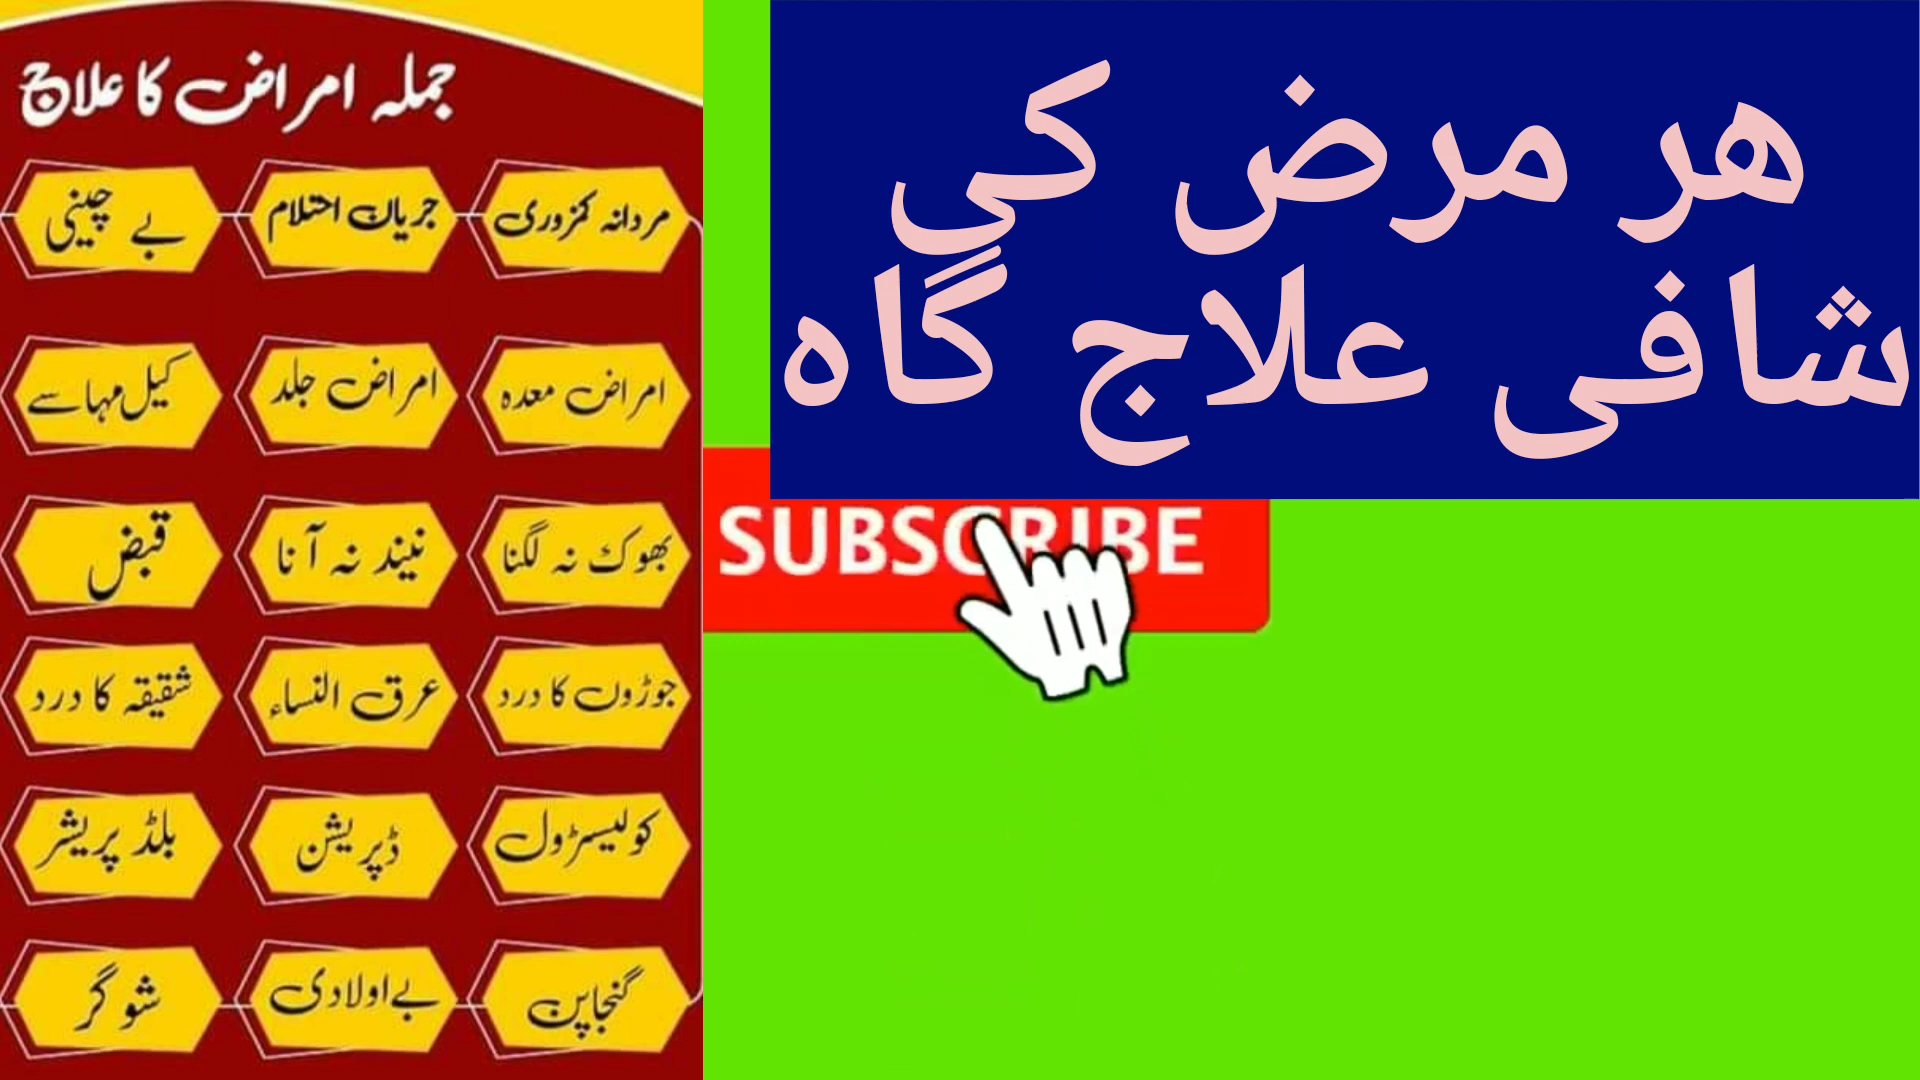 جملہ امراض کا علاج
مردانہ کمزوری
جریان احتلام
بے چینی
امراض معدہ
امراض جلد
کیل مہاسے
بھوک نہ لگنا
نیند نہ آنا
قبض
جوڑوں کا درد
عرق النساء
شقیقہ کا درد
کولیسٹرول
ڈپریشن
بلڈ پریشر
گنجاپن
بے اولادی
شوگر
ھر مرض کی
شافی علاج گاہ
SUBSCRIBE